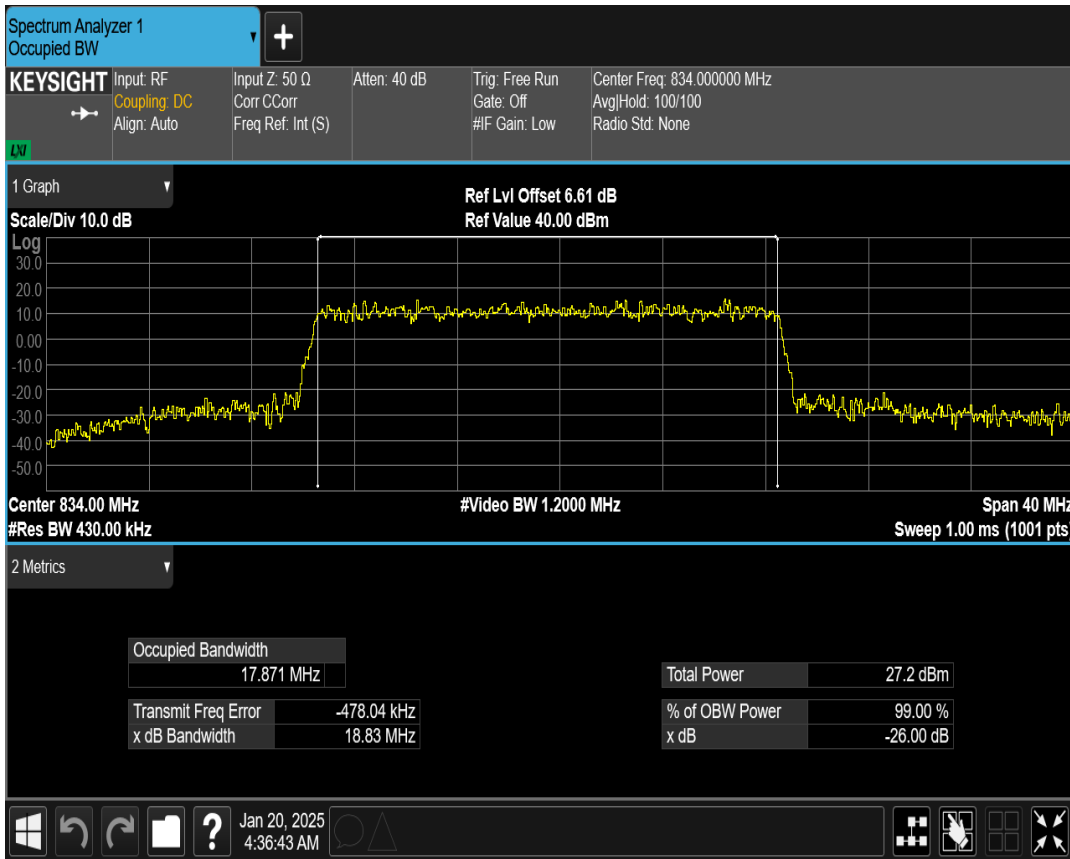 Spectrum Analyzer 1
Occupied BW
KEYSIGHT
LXI
Input: RF
Coupling: DC
Align: Auto
Input Z: 50 Ω
Corr CCorr
Freq Ref: Int (S)
Atten: 40 dB
Trig: Free Run
Gate: Off
#IF Gain: Low
Center Freq: 834.000000 MHz
Avg|Hold: 100/100
Radio Std: None
1 Graph
Scale/Div 10.0 dB
Ref Lvl Offset 6.61 dB
Ref Value 40.00 dBm
Log
30.0
20.0
10.0
0.00
-10.0
-20.0
-30.0
-40.0
-50.0
Center 834.00 MHz
#Res BW 430.00 kHz
#Video BW 1.2000 MHz
Span 40 MHz
Sweep 1.00 ms (1001 pts)
2 Metrics
Occupied Bandwidth
17.871 MHz
Transmit Freq Error -478.04 kHz
x dB Bandwidth 18.83 MHz
Total Power 27.2 dBm
% of OBW Power 99.00 %
x dB -26.00 dB
?
Jan 20, 2025
4:36:43 AM